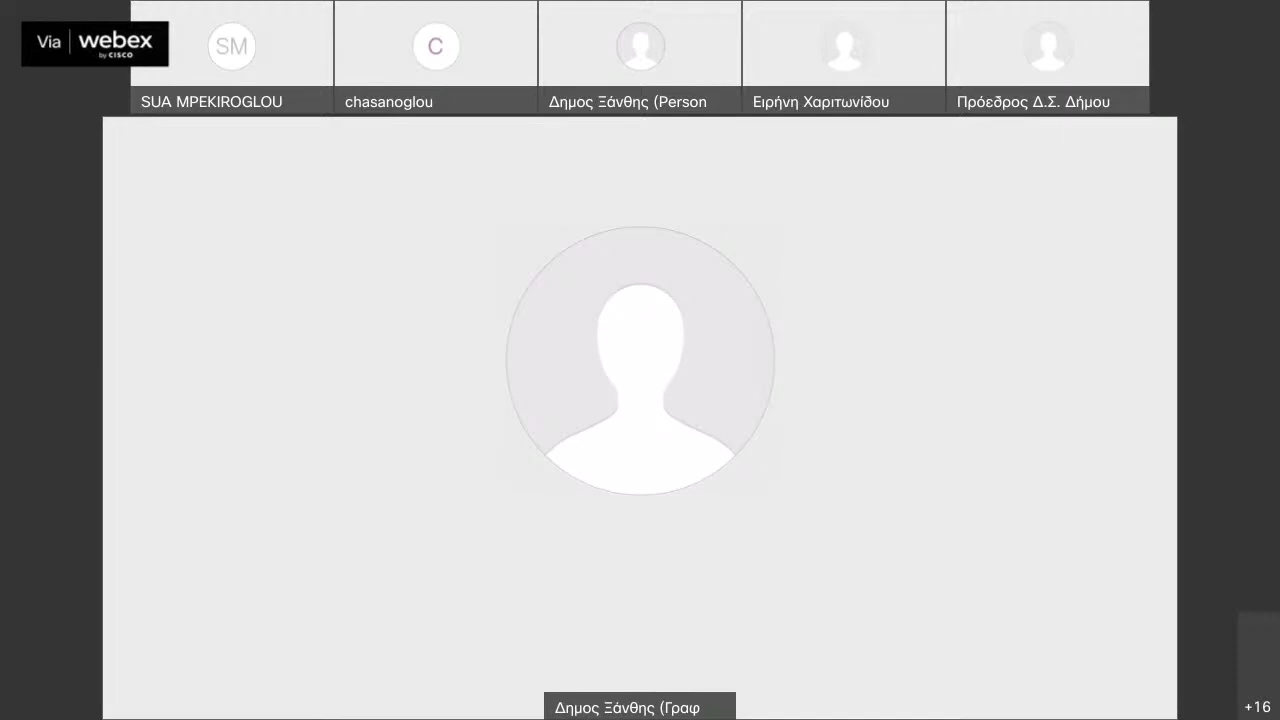 Via webex
by CISCO
SM
C
SUA MPEKIROGLOU
chasanoglou
Δημος Ξάνθης (Person
Ειρήνη Χαριτωνίδου
Πρόεδρος Δ.Σ. Δήμου
Δημος Ξάνθης (Γραφ
+16